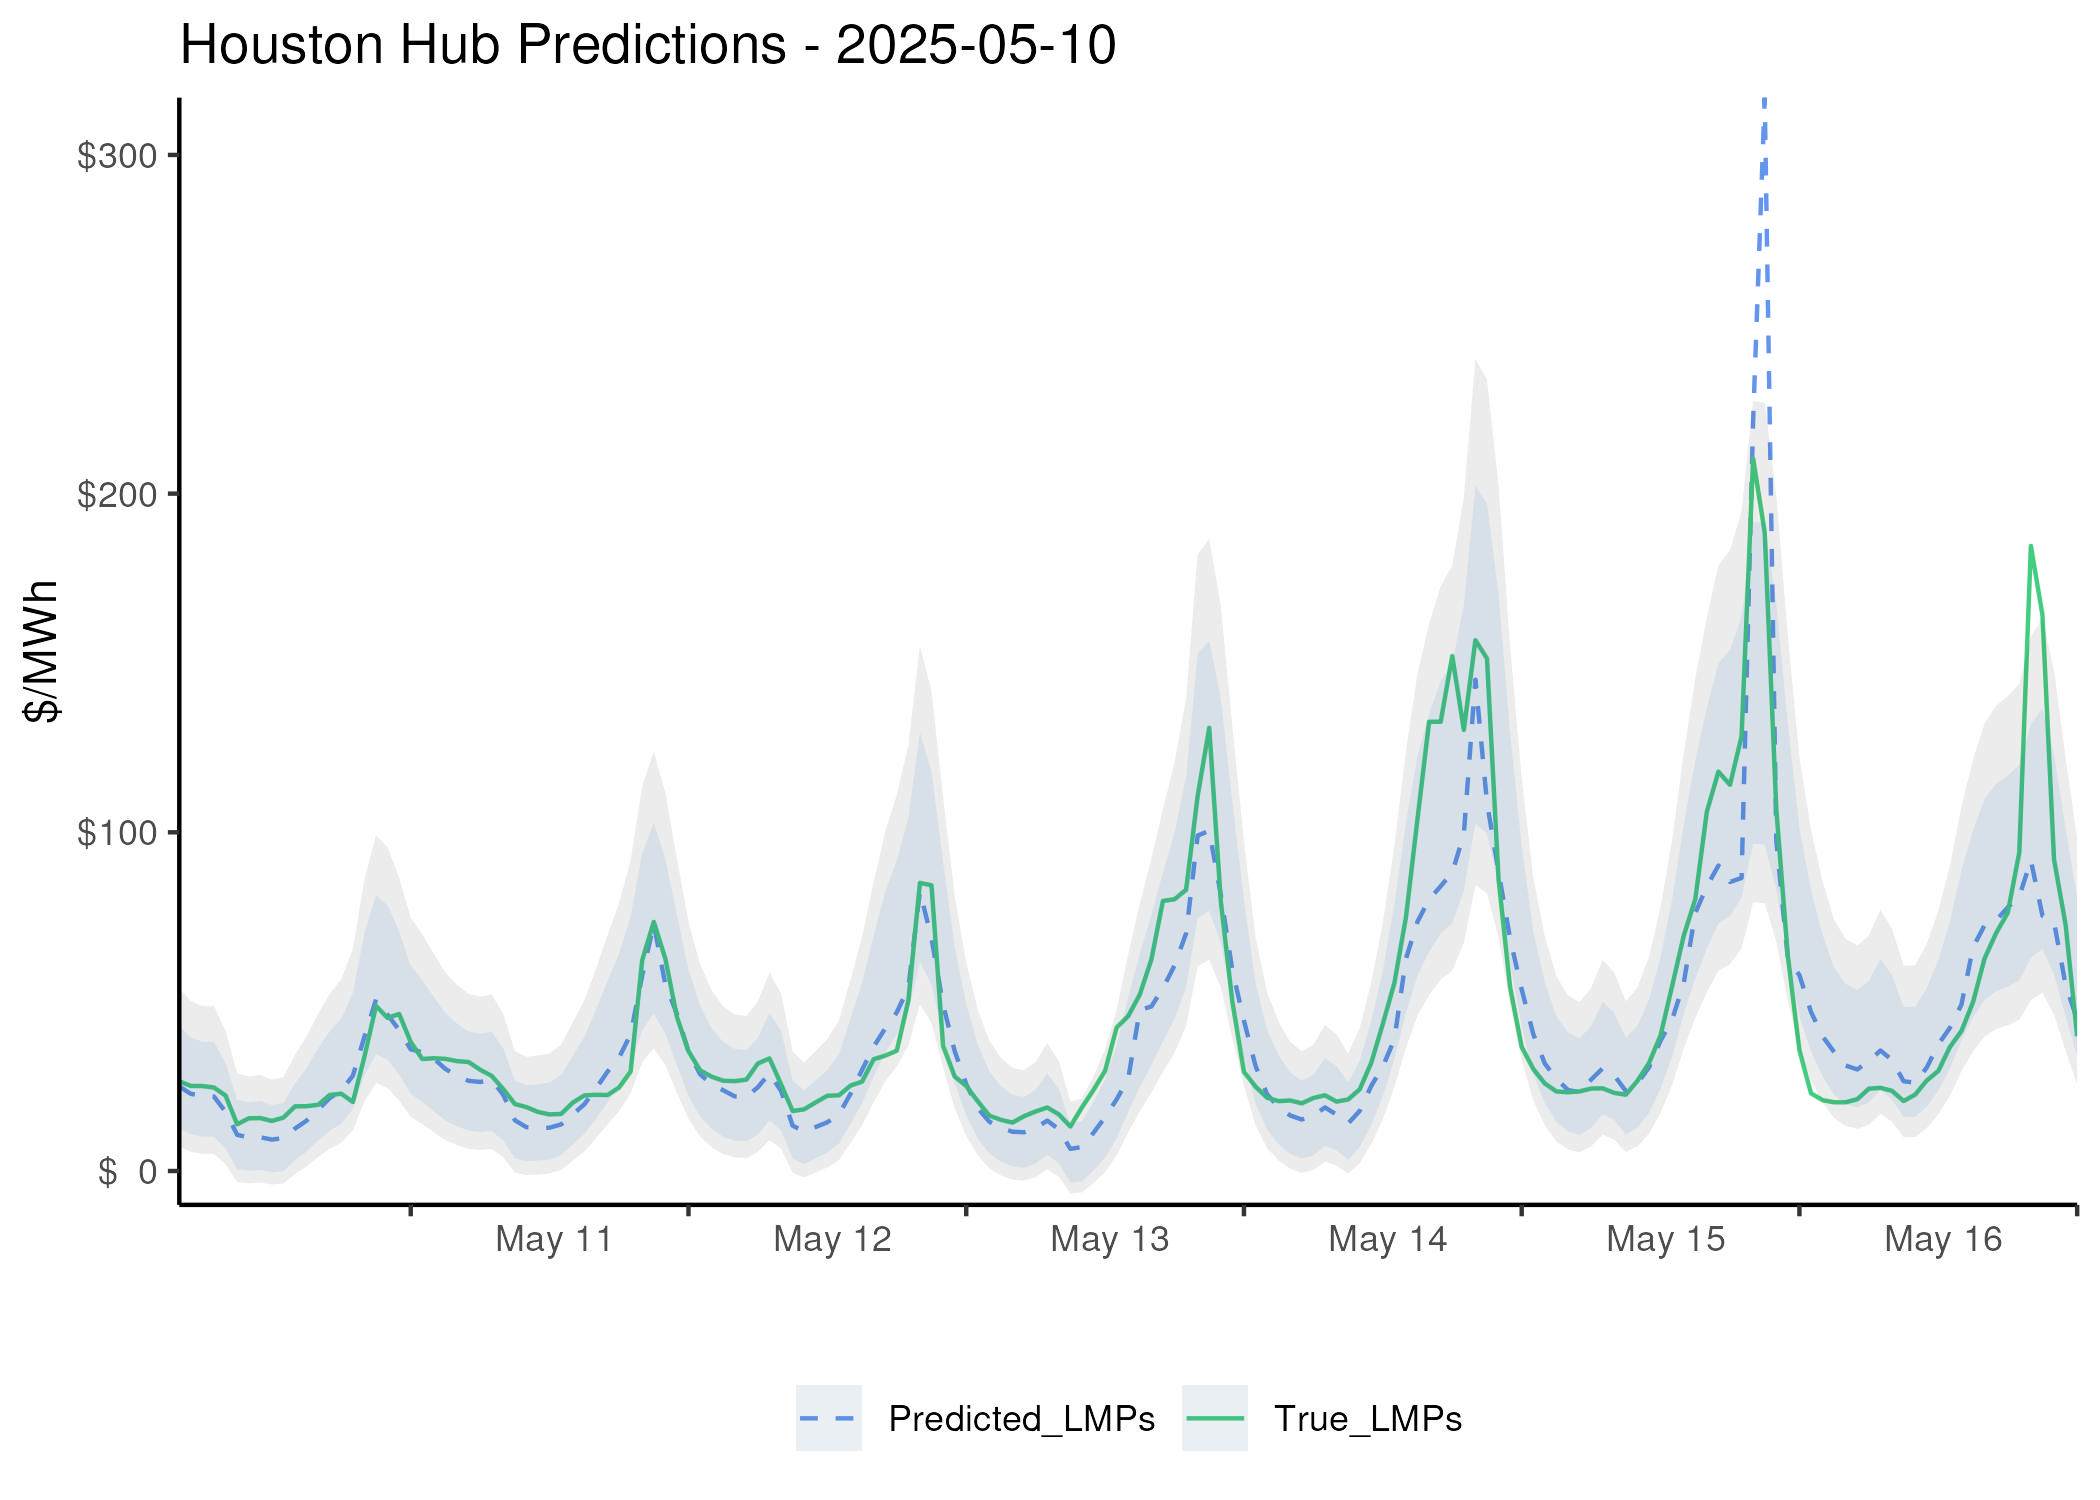 Houston Hub Predictions - 2025-05-10
$/MWh
$300
$200
$100
$ 0
May 11 May 12 May 13 May 14 May 15 May 16
Predicted_LMPs True_LMPs